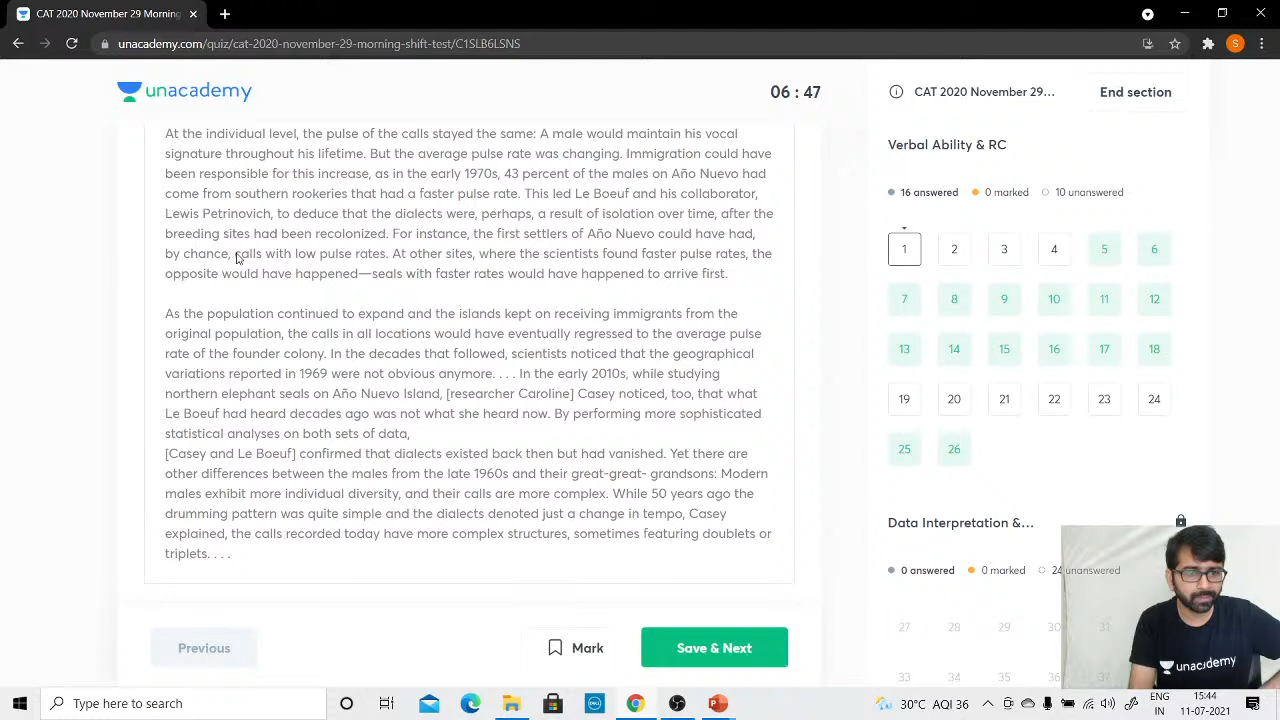 CAT 2020 November 29 Morning
unacademy.com/quiz/cat-2020-november-29-morning-shift-test/C1SLB6LSNS
S
unacademy
06 : 47
CAT 2020 November 29...
End section
At the individual level, the pulse of the calls stayed the same: A male would maintain his vocal
signature throughout his lifetime. But the average pulse rate was changing. Immigration could have
been responsible for this increase, as in the early 1970s, 43 percent of the males on Año Nuevo had
come from southern rookeries that had a faster pulse rate. This led Le Boeuf and his collaborator,
Lewis Petrinovich, to deduce that the dialects were, perhaps, a result of isolation over time, after the
breeding sites had been recolonized. For instance, the first settlers of Año Nuevo could have had,
by chance, calls with low pulse rates. At other sites, where the scientists found faster pulse rates, the
opposite would have happened—seals with faster rates would have happened to arrive first.
As the population continued to expand and the islands kept on receiving immigrants from the
original population, the calls in all locations would have eventually regressed to the average pulse
rate of the founder colony. In the decades that followed, scientists noticed that the geographical
variations reported in 1969 were not obvious anymore. . . . In the early 2010s, while studying
northern elephant seals on Año Nuevo Island, [researcher Caroline] Casey noticed, too, that what
Le Boeuf had heard decades ago was not what she heard now. By performing more sophisticated
statistical analyses on both sets of data,
[Casey and Le Boeuf] confirmed that dialects existed back then but had vanished. Yet there are
other differences between the males from the late 1960s and their great-great- grandsons: Modern
males exhibit more individual diversity, and their calls are more complex. While 50 years ago the
drumming pattern was quite simple and the dialects denoted just a change in tempo, Casey
explained, the calls recorded today have more complex structures, sometimes featuring doublets or
triplets. . . .
Previous
Mark
Save & Next
Verbal Ability & RC
16 answered 0 marked 10 unanswered
1 2 3 4 5 6
7 8 9 10 11 12
13 14 15 16 17 18
19 20 21 22 23 24
25 26
Data Interpretation &...
0 answered 0 marked 24 unanswered
27 28 29 30 31
33 34 35 36
unacademy
Type here to search
30°C AQI 36
ENG
IN
15:44
11-07-2021